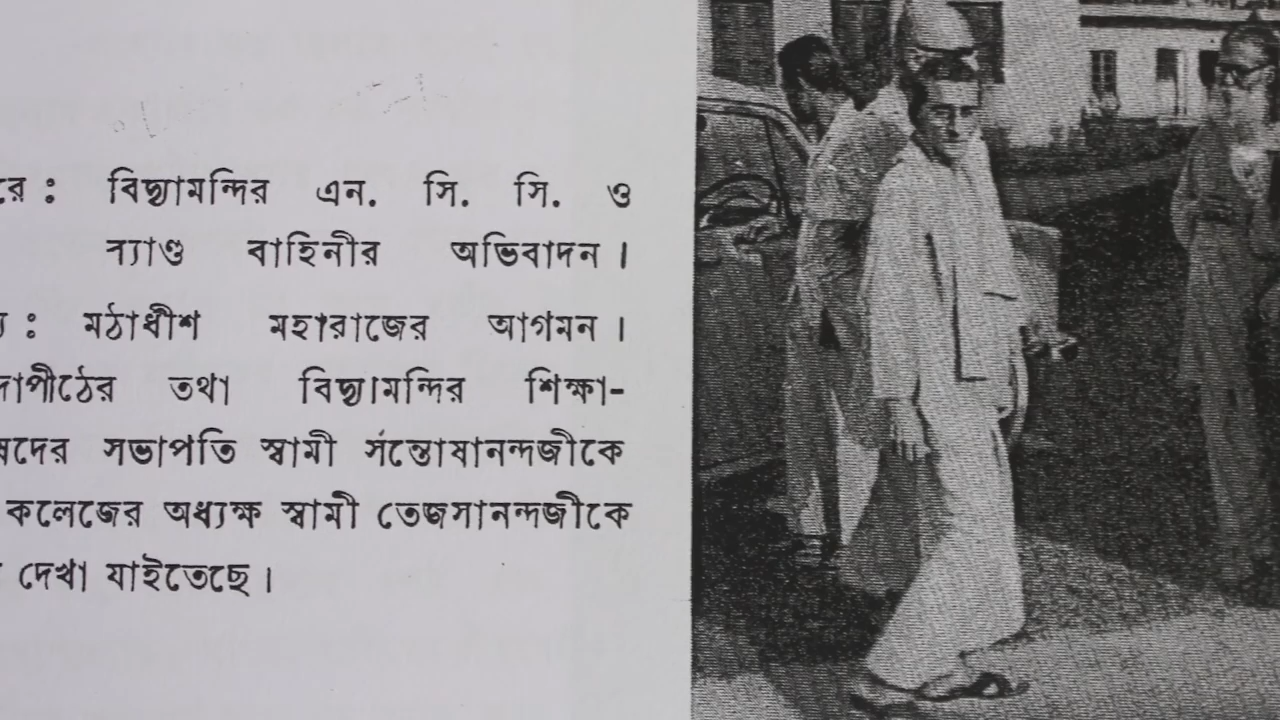 রে : বিদ্যামন্দির এন. সি. সি. ও
ব্যাণ্ড বাহিনীর অভিবাদন ।
: মঠাধীশ মহারাজের আগমন ।
তথা বিদ্যামন্দির শিক্ষা-
সভাপতি স্বামী সন্তোষানন্দজীকে
কলেজের অধ্যক্ষ স্বামী তেজসানন্দজীকে
দেখা যাইতেছে ।